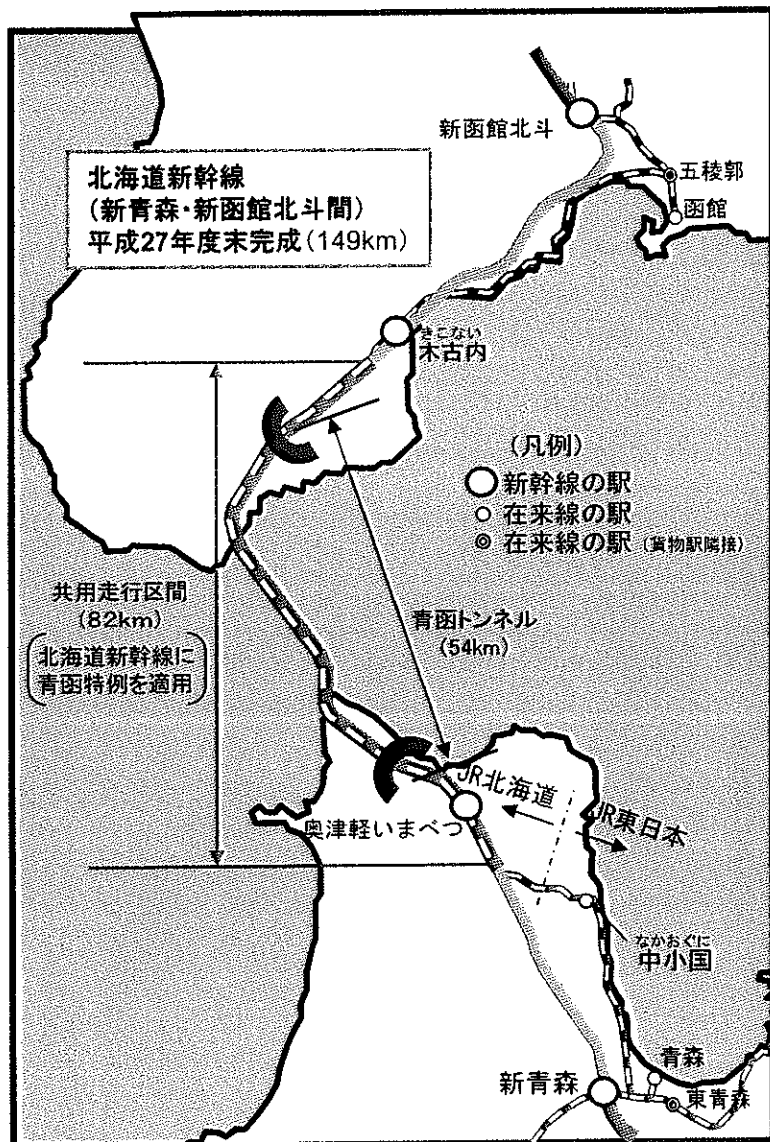 新函館北斗
五稜郭
函館
北海道新幹線
(新青森・新函館北斗間)
平成27年度末完成(149km)
きこない
木古内
(凡例)
新幹線の駅
在来線の駅
在来線の駅(貨物駅隣接)
共用走行区間
(82km)
北海道新幹線に
青函特例を適用
青函トンネル
(54km)
JR北海道
JR東日本
奥津軽いまべつ
なかおぐに
中小国
青森
新青森
東青森